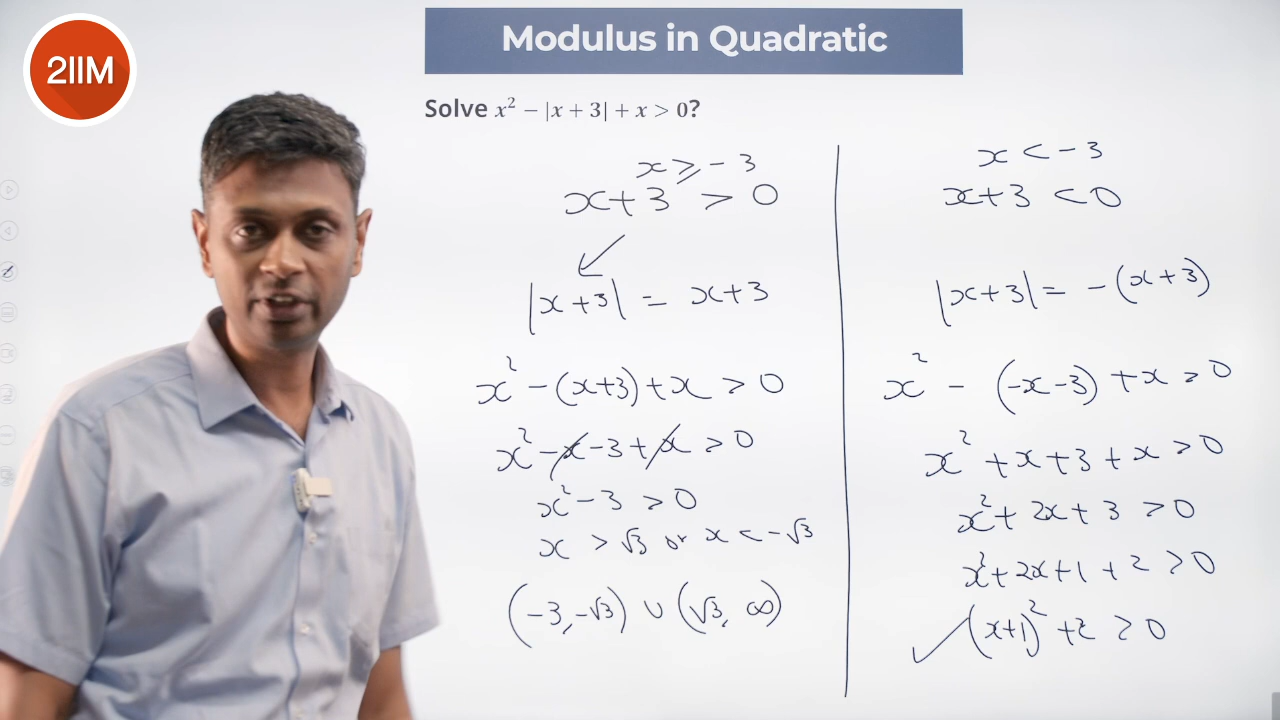 2IIM
Modulus in Quadratic
Solve x² − |x + 3| + x > 0?
x ⩾ − 3
x+3 > 0
|x+3| = x+3
x² − (x+3) + x > 0
x² − x − 3 + x > 0
x² − 3 > 0
x > √3 or x < −√3
(−3, −√3) ∪ (√3, ∞)
x < − 3
x+3 < 0
|x+3| = −(x+3)
x² − (−x−3) + x > 0
x² + x + 3 + x > 0
x² + 2x + 3 > 0
x² + 2x + 1 + 2 > 0
(x+1)² + 2 > 0